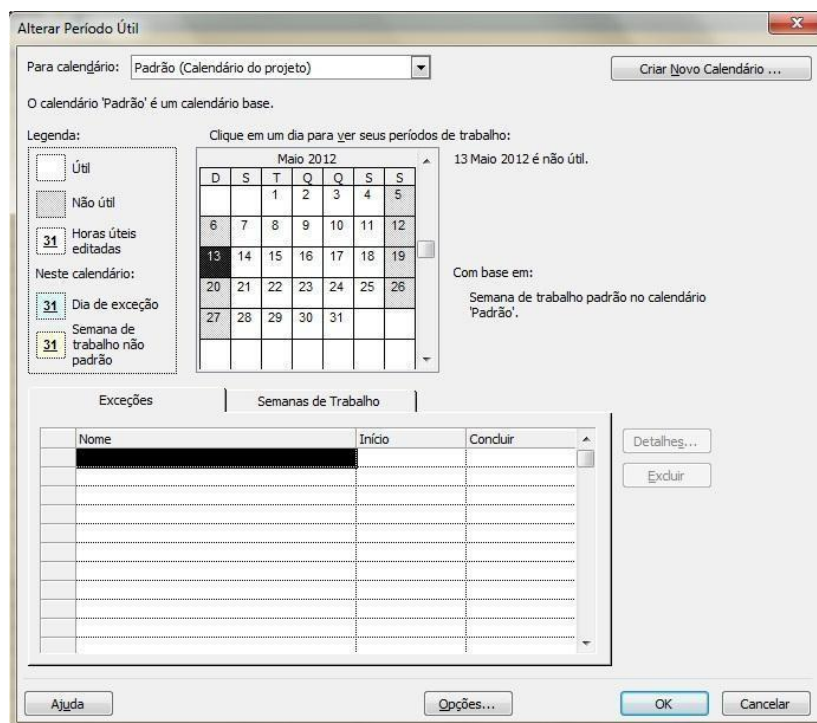 Alterar Período Útil
X
Para calendário: Padrão (Calendário do projeto)
Criar Novo Calendário ...
O calendário 'Padrão' é um calendário base.
Legenda:
Útil
Não útil
31 Horas úteis
editadas
Neste calendário:
31 Dia de exceção
31 Semana de
trabalho não
padrão
Clique em um dia para ver seus períodos de trabalho:
Maio 2012
D S T Q Q S S
1 2 3 4 5
6 7 8 9 10 11 12
13 14 15 16 17 18 19
20 21 22 23 24 25 26
27 28 29 30 31
13 Maio 2012 é não útil.
Com base em:
Semana de trabalho padrão no calendário
'Padrão'.
Exceções Semanas de Trabalho
Nome Início Concluir
Detalhes...
Excluir
Ajuda Opções... OK Cancelar